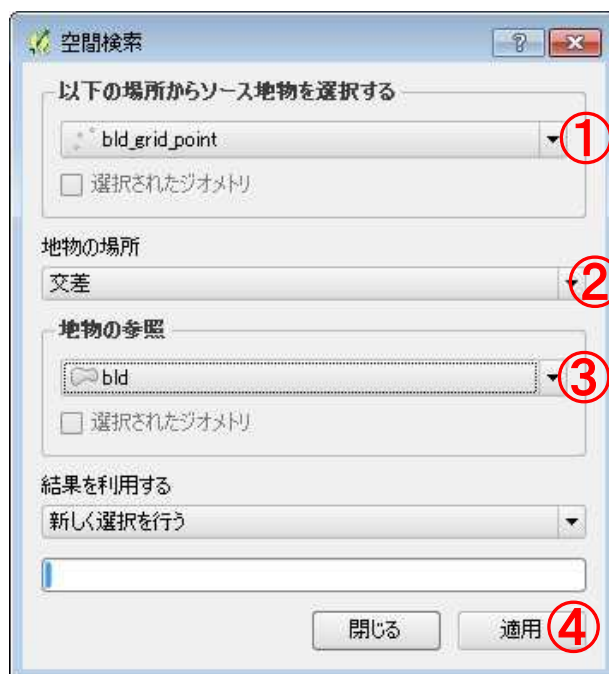 空間検索
以下の場所からソース地物を選択する
bld_grid_point ①
選択されたジオメトリ
地物の場所
交差 ②
地物の参照
bld ③
選択されたジオメトリ
結果を利用する
新しく選択を行う
閉じる 適用 ④